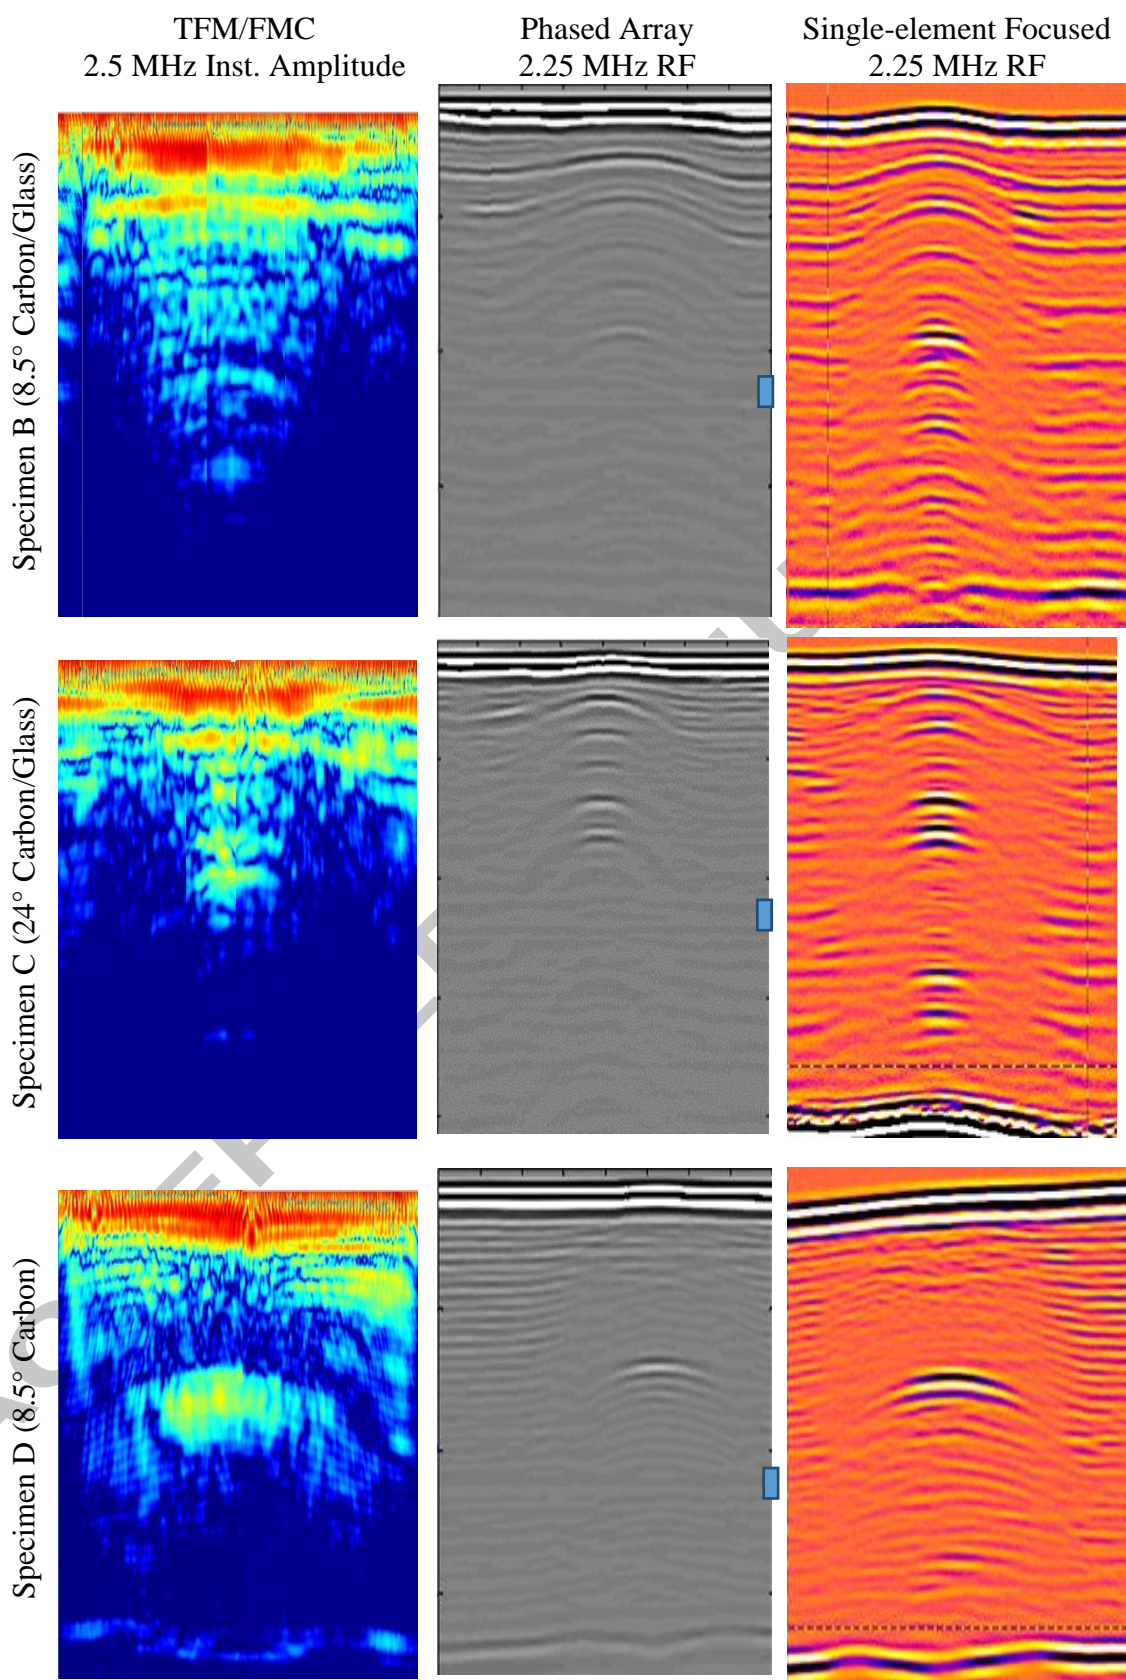 TFM/FMC
2.5 MHz Inst. Amplitude
Phased Array
2.25 MHz RF
Single-element Focused
2.25 MHz RF
Specimen B (8.5° Carbon/Glass)
Specimen C (24° Carbon/Glass)
Specimen D (8.5° Carbon)